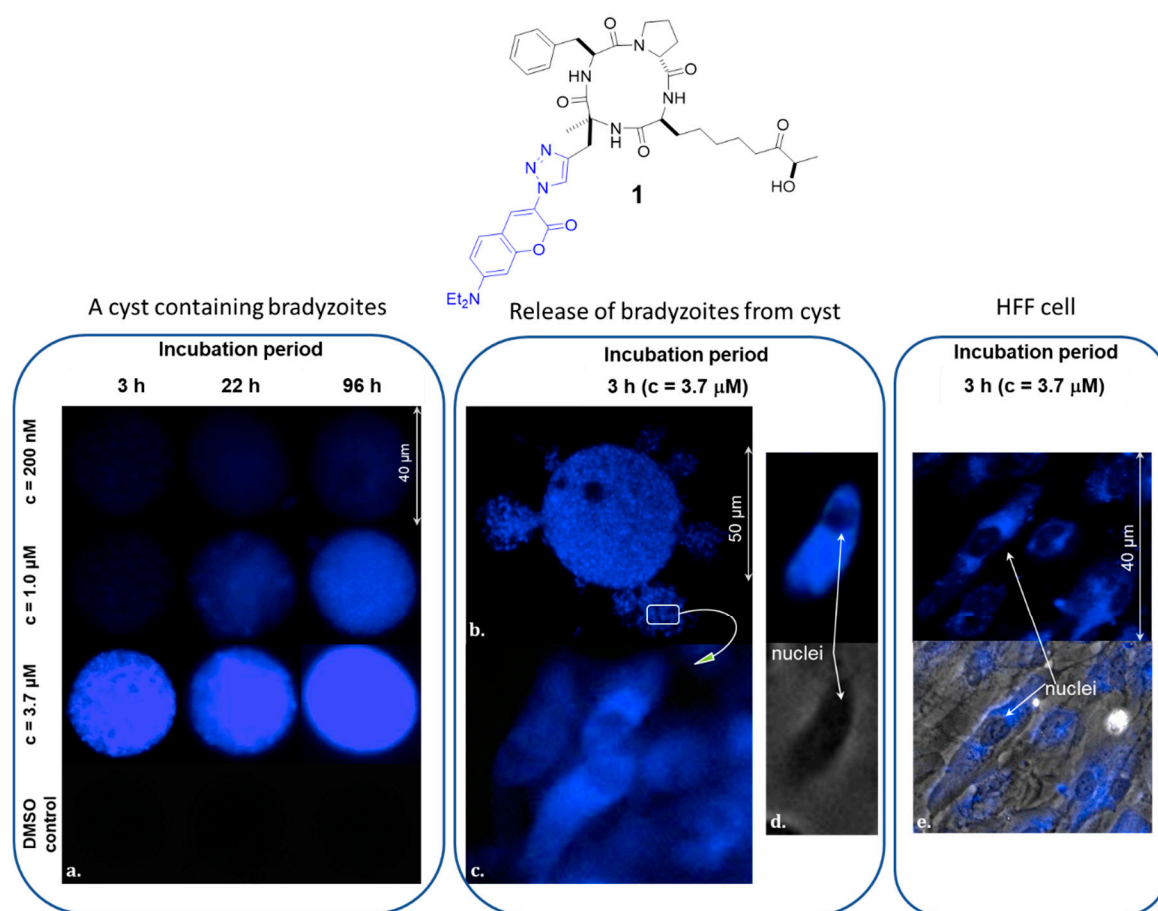 O
O
N
O
NH
HN
O
O
NH
O
N
N
N
HO
1
O
O
Et₂N
A cyst containing bradyzoites
Release of bradyzoites from cyst
HFF cell
Incubation period
3 h
22 h
96 h
c = 200 nM
c = 1.0 µM
c = 3.7 µM
DMSO
control
40 µm
a.
Incubation period
3 h (c = 3.7 µM)
50 µm
b.
nuclei
c.
d.
Incubation period
3 h (c = 3.7 µM)
40 µm
nuclei
e.